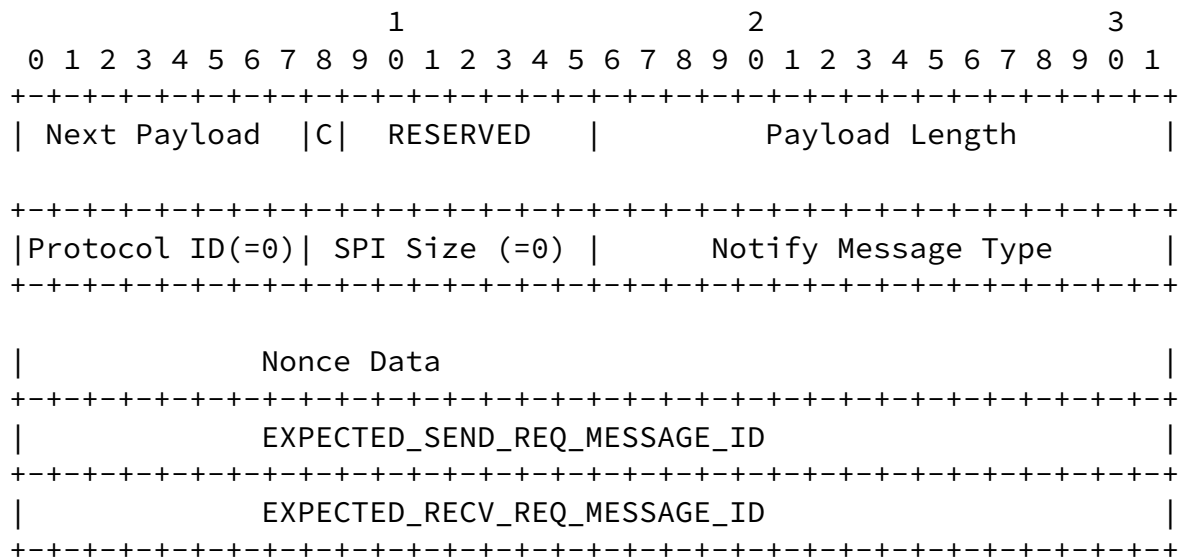 1                   2                   3
 0 1 2 3 4 5 6 7 8 9 0 1 2 3 4 5 6 7 8 9 0 1 2 3 4 5 6 7 8 9 0 1
+-+-+-+-+-+-+-+-+-+-+-+-+-+-+-+-+-+-+-+-+-+-+-+-+-+-+-+-+-+-+-+-+
| Next Payload  |C|  RESERVED   |         Payload Length        |
+-+-+-+-+-+-+-+-+-+-+-+-+-+-+-+-+-+-+-+-+-+-+-+-+-+-+-+-+-+-+-+-+
|Protocol ID(=0)| SPI Size (=0) |      Notify Message Type      |
+-+-+-+-+-+-+-+-+-+-+-+-+-+-+-+-+-+-+-+-+-+-+-+-+-+-+-+-+-+-+-+-+
|             Nonce Data                                        |
+-+-+-+-+-+-+-+-+-+-+-+-+-+-+-+-+-+-+-+-+-+-+-+-+-+-+-+-+-+-+-+-+
|             EXPECTED_SEND_REQ_MESSAGE_ID                      |
+-+-+-+-+-+-+-+-+-+-+-+-+-+-+-+-+-+-+-+-+-+-+-+-+-+-+-+-+-+-+-+-+
|             EXPECTED_RECV_REQ_MESSAGE_ID                      |
+-+-+-+-+-+-+-+-+-+-+-+-+-+-+-+-+-+-+-+-+-+-+-+-+-+-+-+-+-+-+-+-+